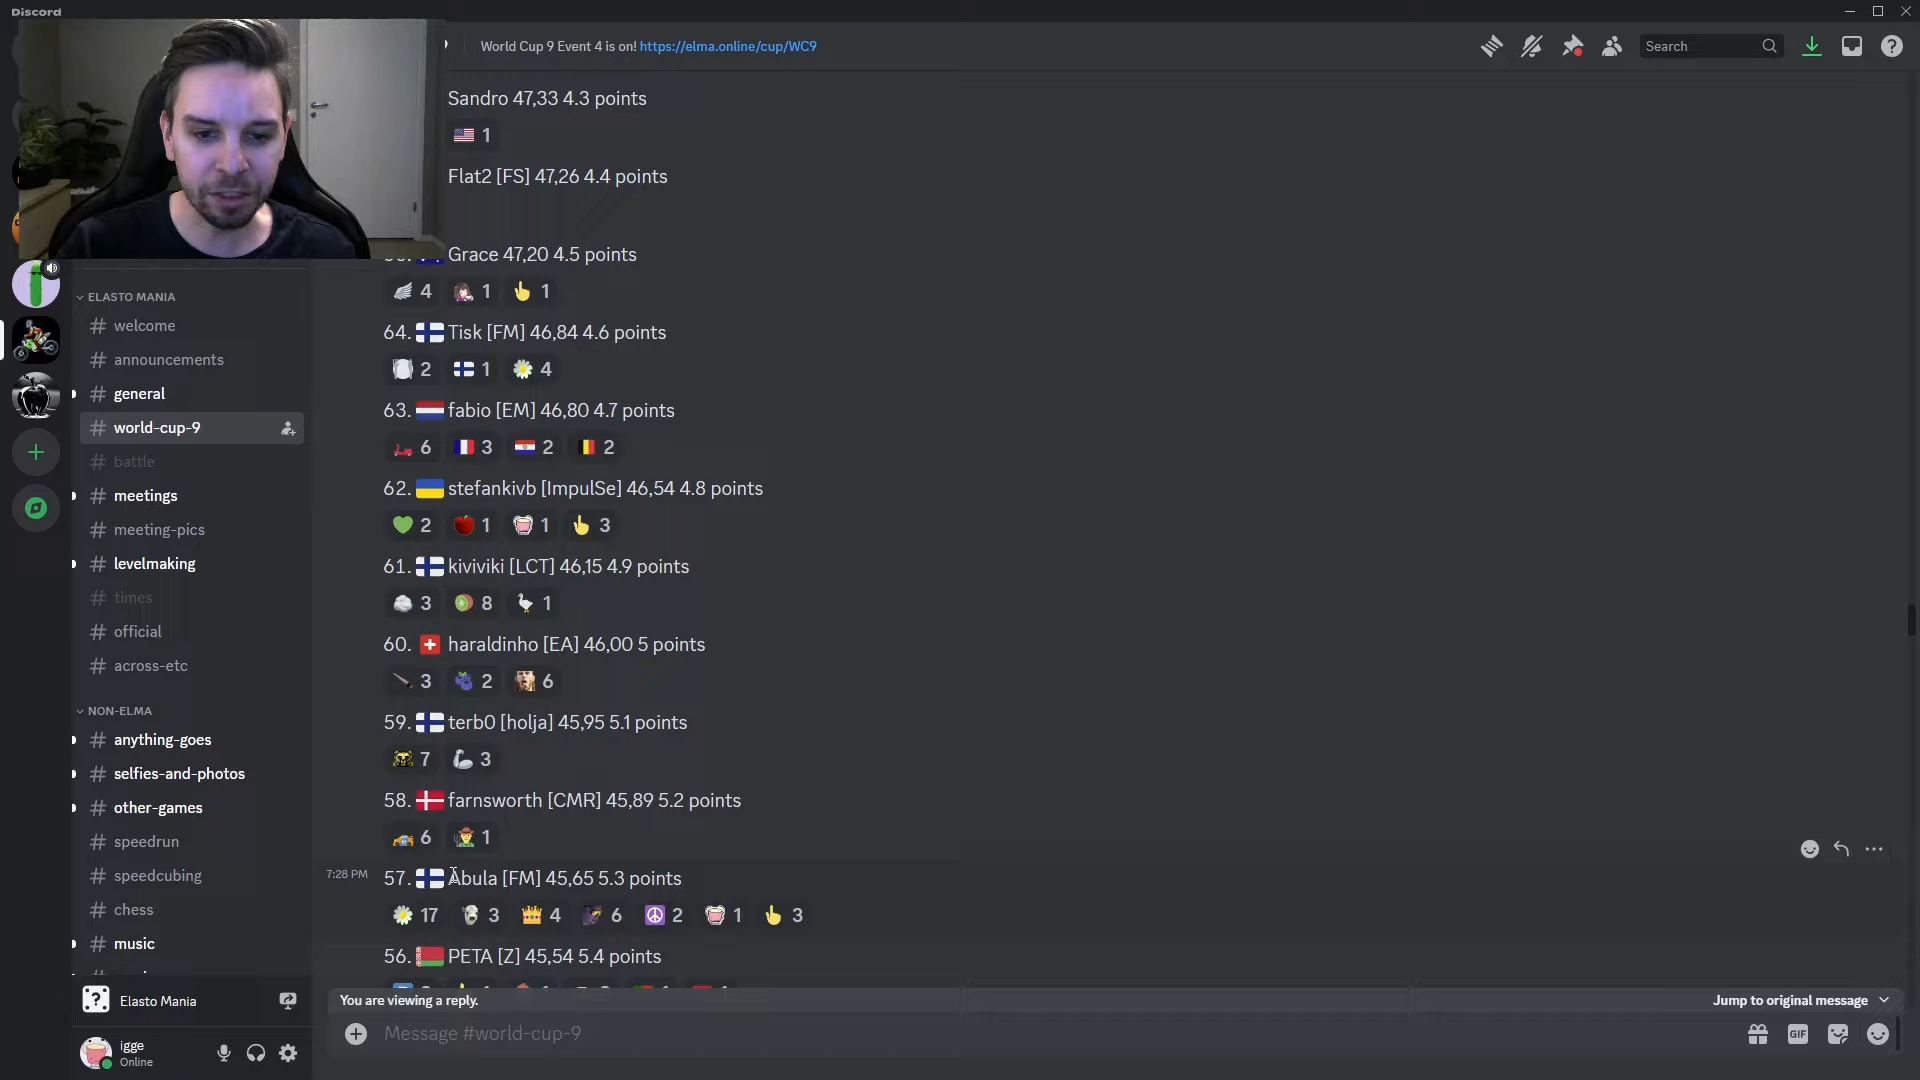 Discord
World Cup 9 Event 4 is on! https://elma.online/cup/WC9
Search
Sandro 47,33 4.3 points
1
Flat2 [FS] 47,26 4.4 points
Grace 47,20 4.5 points
4 1 1
64. Tisk [FM] 46,84 4.6 points
2 1 4
63. fabio [EM] 46,80 4.7 points
6 3 2 2
62. stefankivb [ImpulSe] 46,54 4.8 points
2 1 1 3
61. kiviviki [LCT] 46,15 4.9 points
3 8 1
60. haraldinho [EA] 46,00 5 points
3 2 6
59. terb0 [holja] 45,95 5.1 points
7 3
58. farnsworth [CMR] 45,89 5.2 points
6 1
7:28 PM 57. Abula [FM] 45,65 5.3 points
17 3 4 6 2 1 3
56. PETA [Z] 45,54 5.4 points
You are viewing a reply.
Jump to original message
Message #world-cup-9
GIF
ELASTO MANIA
# welcome
# announcements
# general
# world-cup-9
# battle
# meetings
# meeting-pics
# levelmaking
# times
# official
# across-etc
NON-ELMA
# anything-goes
# selfies-and-photos
# other-games
# speedrun
# speedcubing
# chess
# music
Elasto Mania
igge
Online